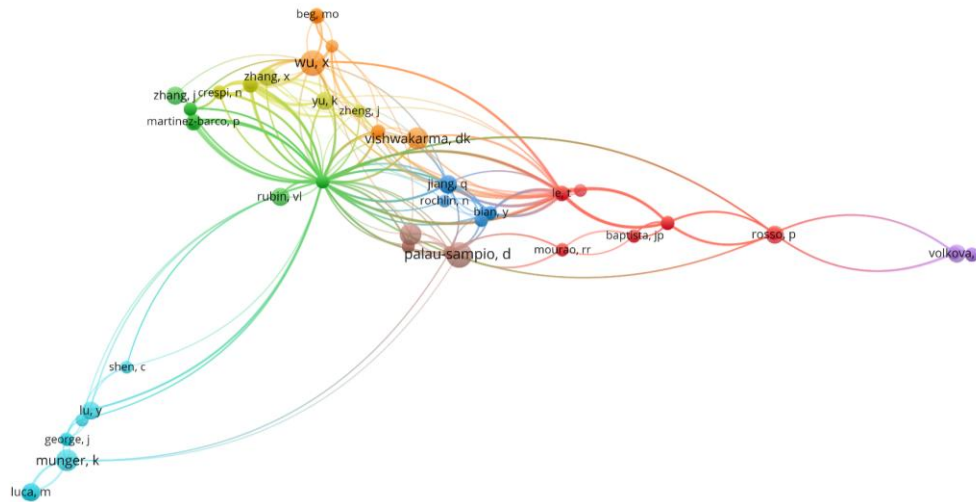 beg, mo
wu, x
zhang, x
zhang, j
crespi, n
yu, k
zheng, j
martinez-barco, p
vishwakarma, dk
jiang, q
rubin, vl
le, t
rochlin, n
bian, y
baptista, jp
rosso, p
palau-sampio, d
mourao, rr
volkova,
shen, c
lu, y
george, j
munger, k
luca, m